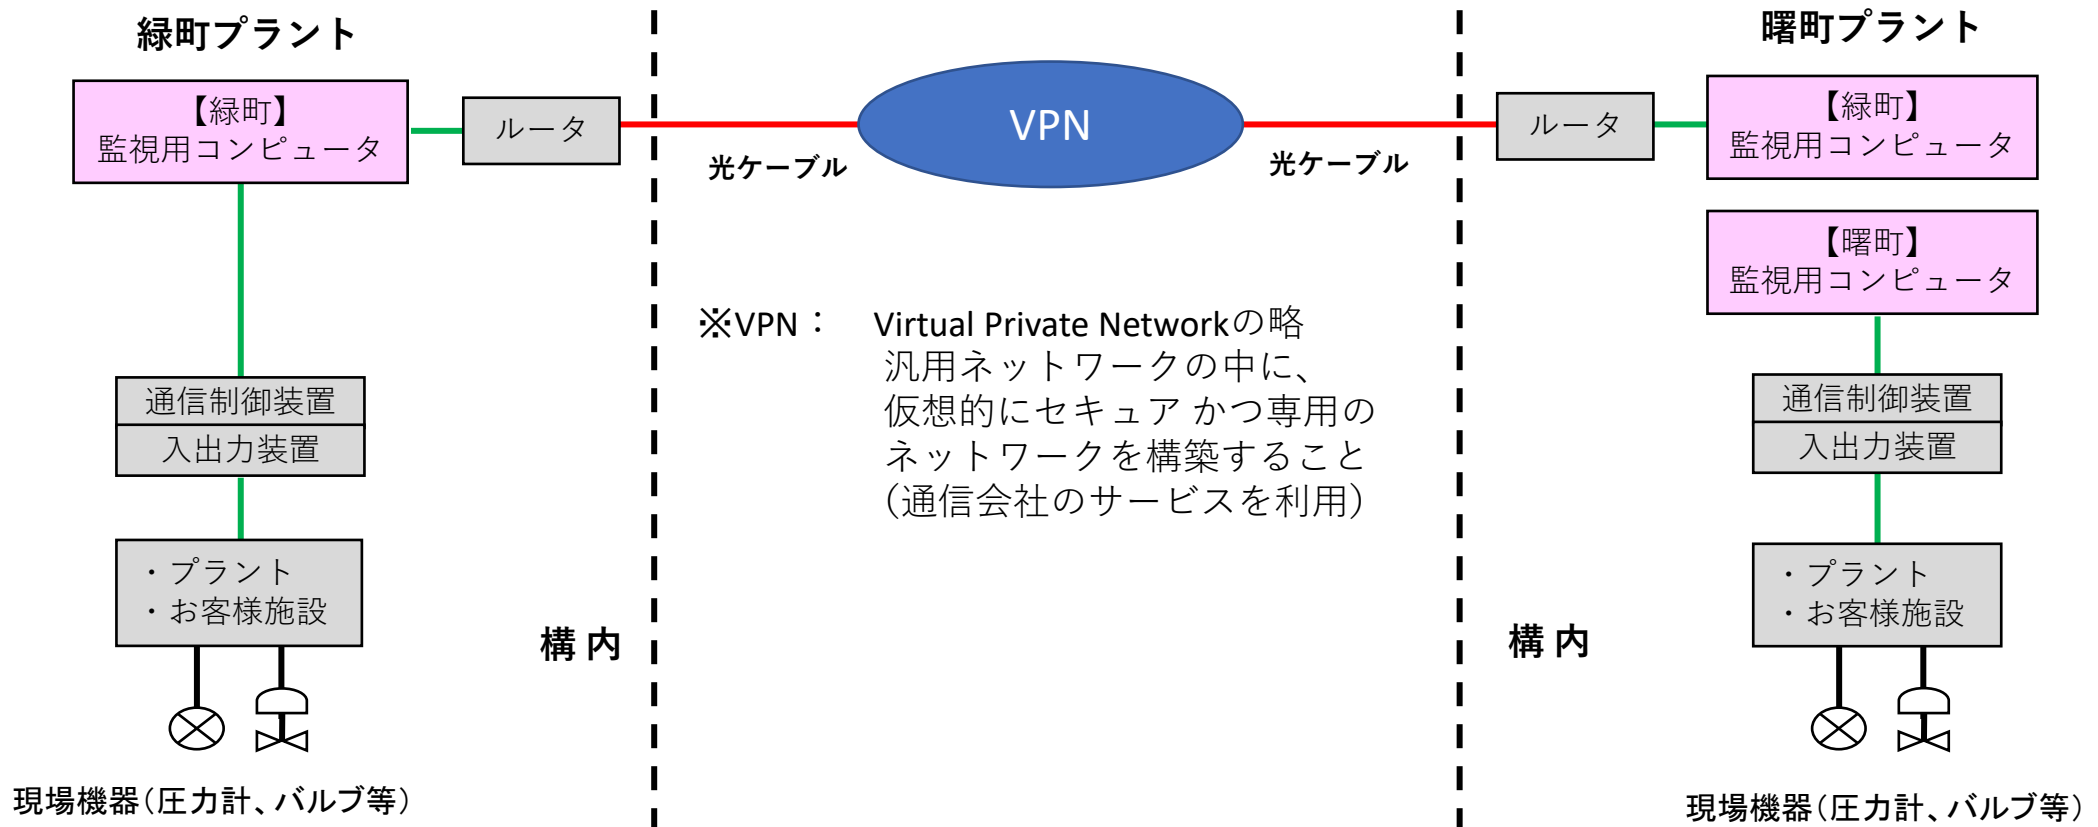 緑町プラント
【緑町】
監視用コンピュータ
ルータ
光ケーブル
VPN
光ケーブル
ルータ
曙町プラント
【緑町】
監視用コンピュータ
【曙町】
監視用コンピュータ
※VPN： Virtual Private Networkの略
汎用ネットワークの中に、
仮想的にセキュア かつ専用の
ネットワークを構築すること
(通信会社のサービスを利用)
通信制御装置
入出力装置
・プラント
・お客様施設
構 内
現場機器(圧力計、バルブ等)
通信制御装置
入出力装置
・プラント
・お客様施設
構 内
現場機器(圧力計、バルブ等)